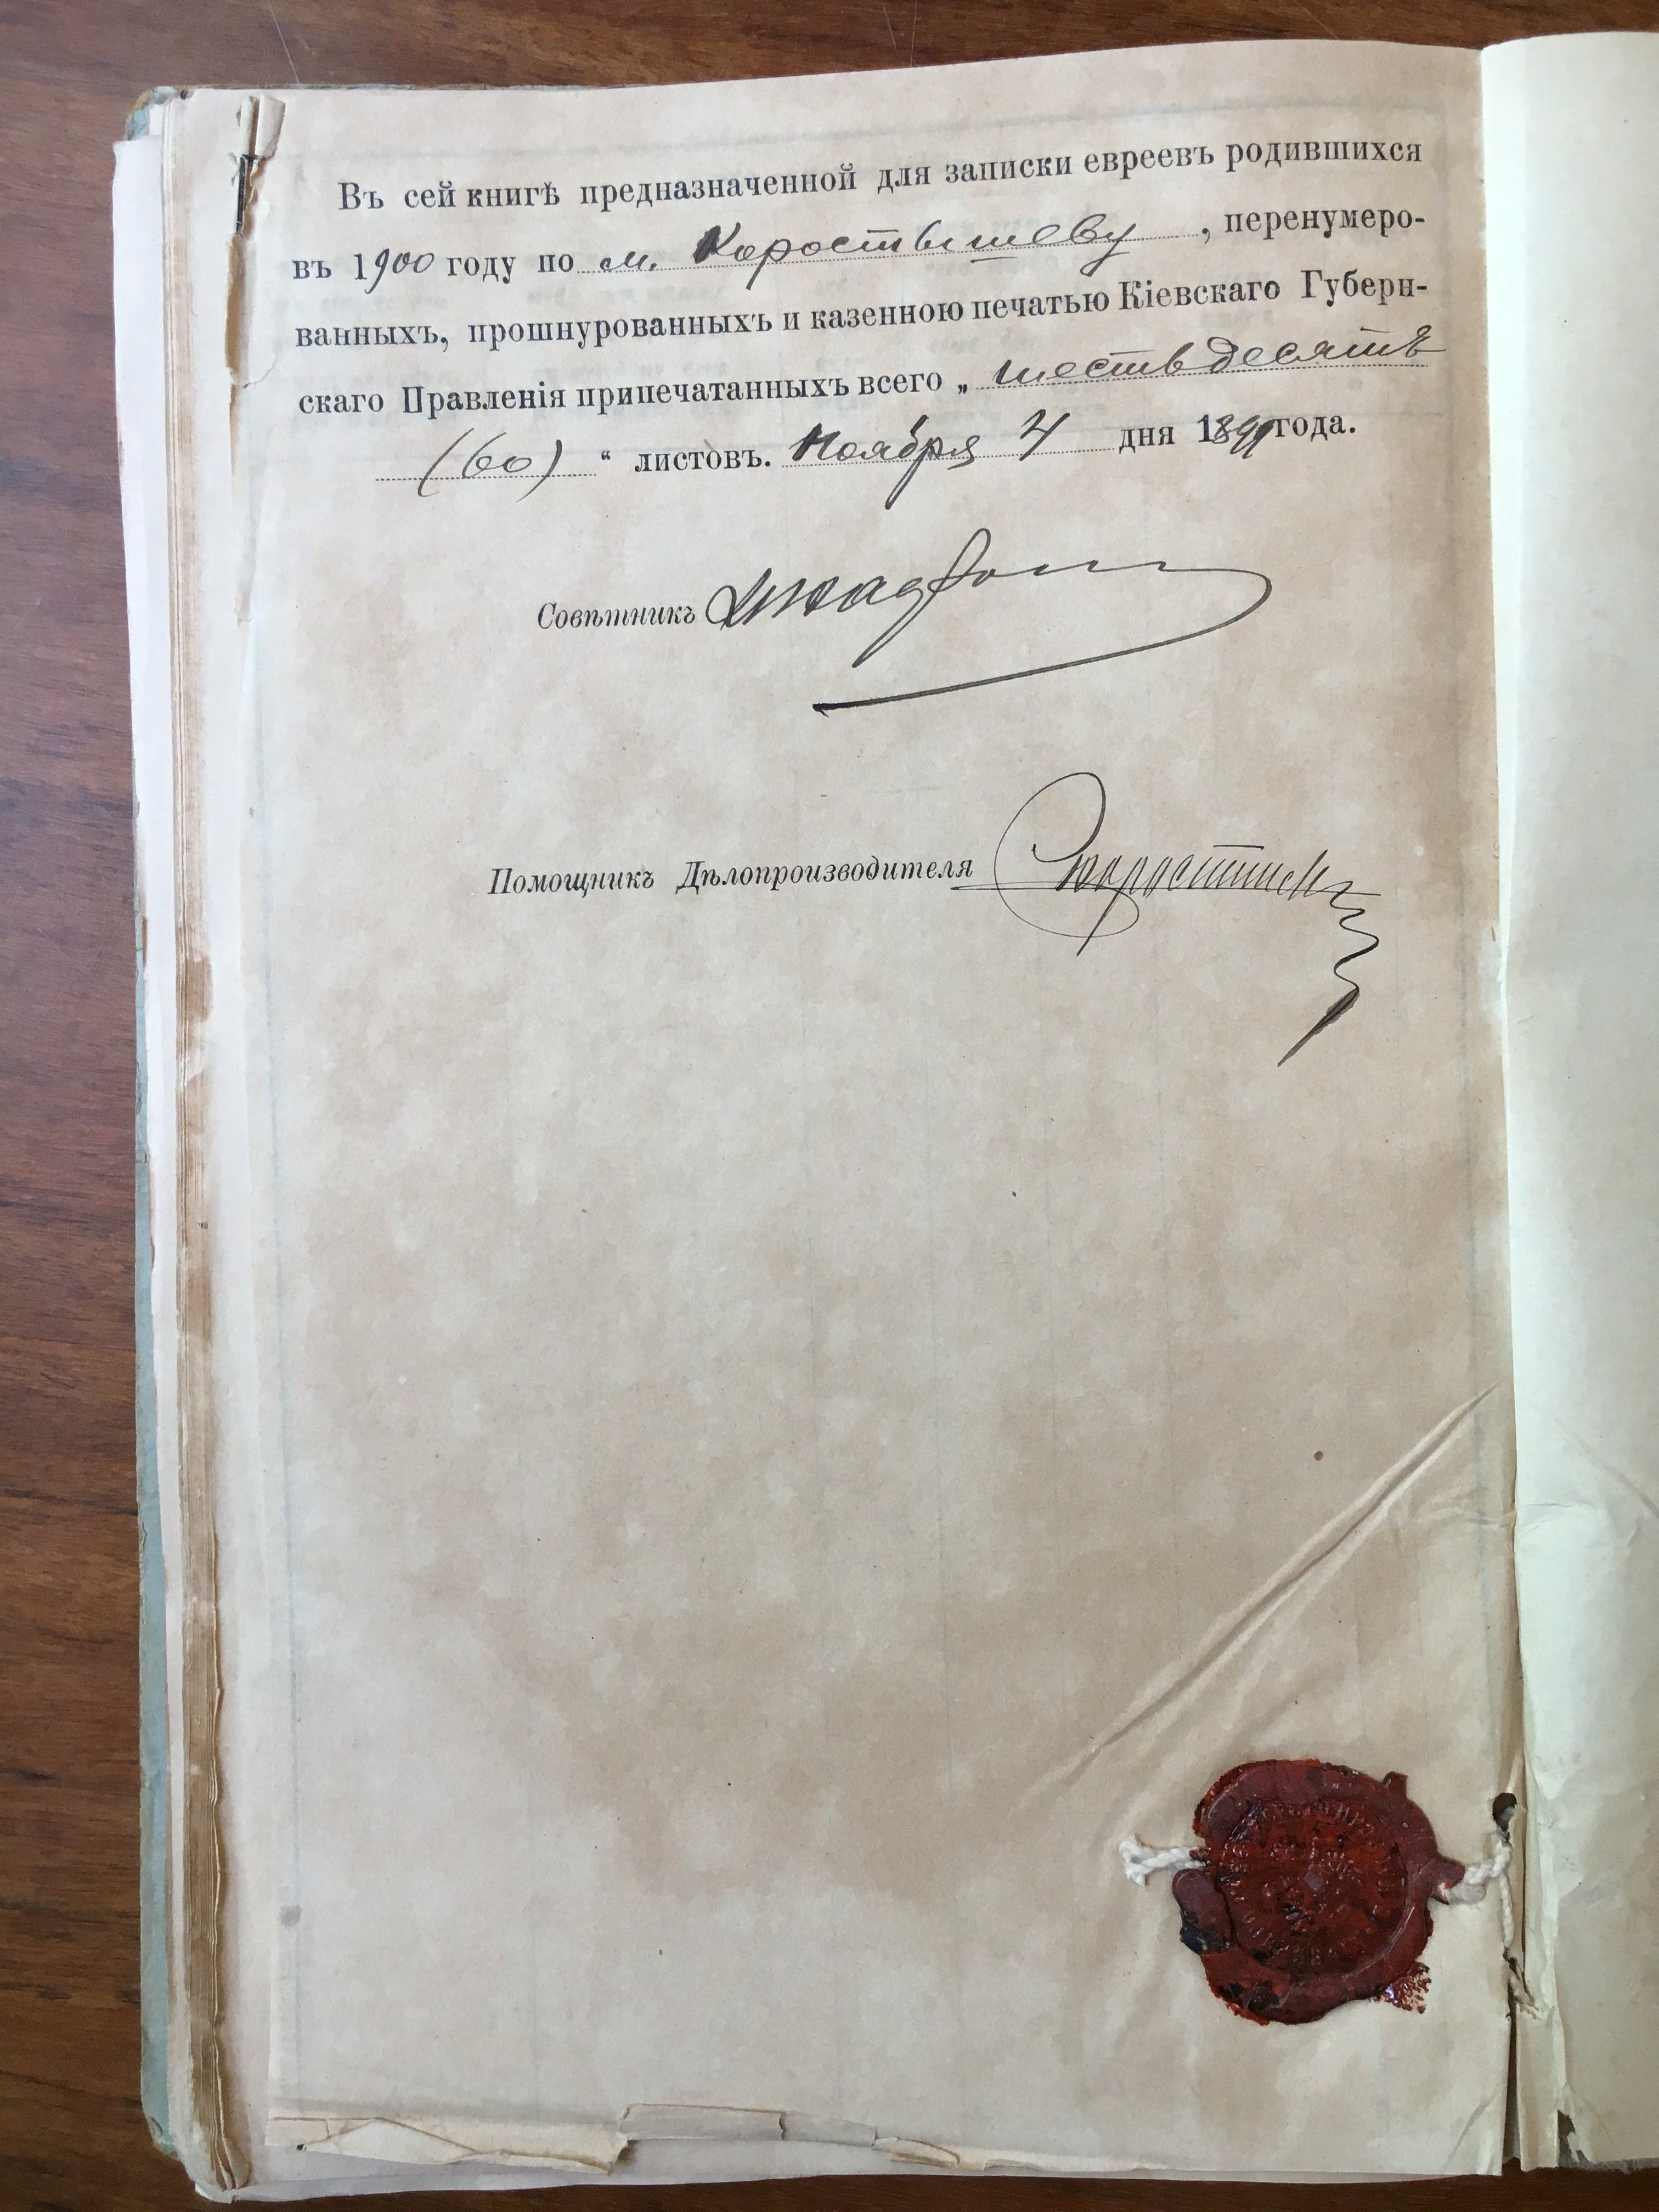 Въ сей книгѣ предназначенной для записки евреевъ родившихся
въ 1900 году по м. Коростышеву, перенумеро-
ванныхъ, прошнурованныхъ и казенною печатью Кіевскаго Губерн-
скаго Правленія припечатанныхъ всего „шестьдесятъ
(60)“ листовъ. Ноября 4 дня 1899 года.
Совѣтникъ
Помощникъ Дѣлопроизводителя